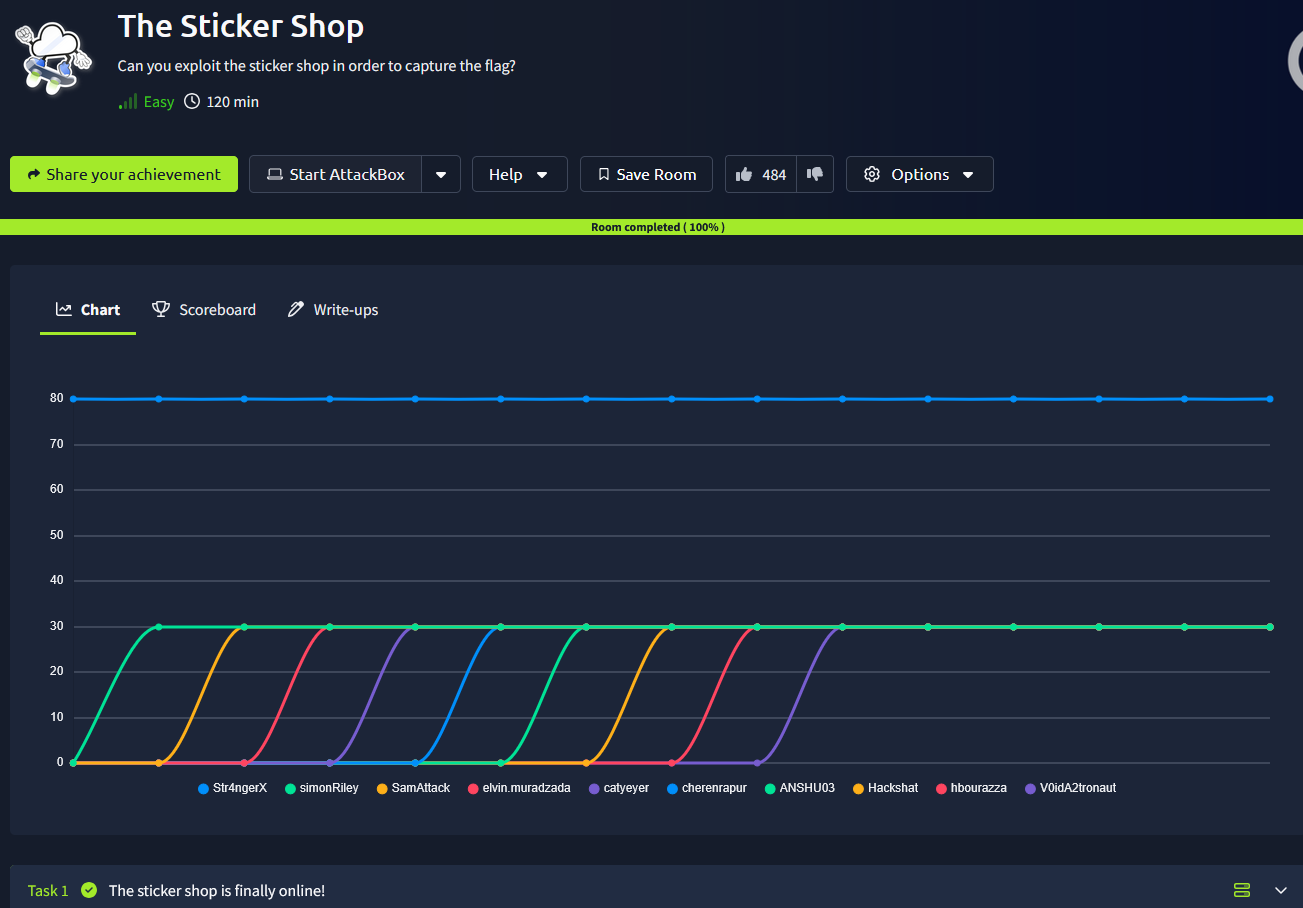 The Sticker Shop
Can you exploit the sticker shop in order to capture the flag?
Easy 120 min
Share your achievement Start AttackBox Help Save Room 484 Options
Room completed ( 100% )
Chart Scoreboard Write-ups
80
70
60
50
40
30
20
10
0
Str4ngerX simonRiley SamAttack elvin.muradzada catyeyer cherenrapur ANSHU03 Hackshat hbourazza V0idA2tronaut
Task 1 The sticker shop is finally online!